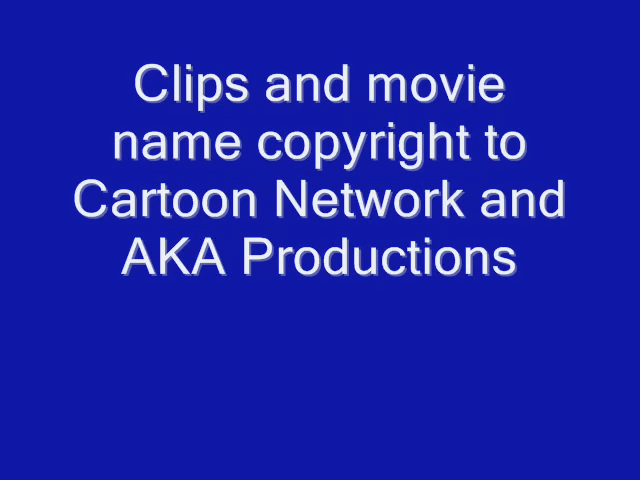 Clips and movie
name copyright to
Cartoon Network and
AKA Productions